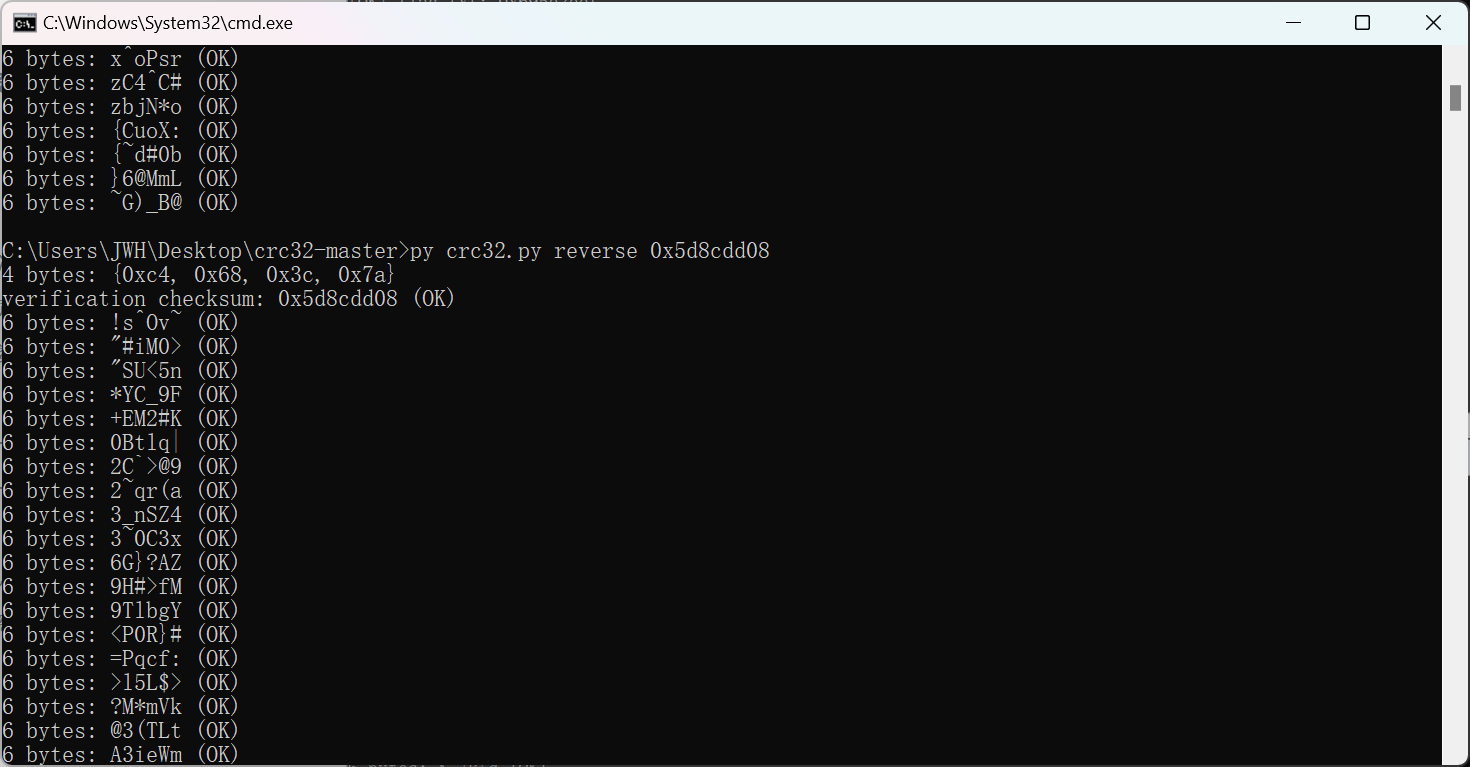 C:\Windows\System32\cmd.exe
6 bytes: x^oPsr (OK)
6 bytes: zC4^C# (OK)
6 bytes: zbjN*o (OK)
6 bytes: {CuoX: (OK)
6 bytes: {~d#0b (OK)
6 bytes: }6@MmL (OK)
6 bytes: ~G)_B@ (OK)
C:\Users\JWH\Desktop\crc32-master>py crc32.py reverse 0x5d8cdd08
4 bytes: {0xc4, 0x68, 0x3c, 0x7a}
verification checksum: 0x5d8cdd08 (OK)
6 bytes: !s^Ov~ (OK)
6 bytes: "#iMO> (OK)
6 bytes: "SU<5n (OK)
6 bytes: *YC_9F (OK)
6 bytes: +EM2#K (OK)
6 bytes: 0Btlq| (OK)
6 bytes: 2C`>@9 (OK)
6 bytes: 2~qr(a (OK)
6 bytes: 3_nSZ4 (OK)
6 bytes: 3~0C3x (OK)
6 bytes: 6G}?AZ (OK)
6 bytes: 9H#>fM (OK)
6 bytes: 9TlbgY (OK)
6 bytes: <POR}# (OK)
6 bytes: =Pqcf: (OK)
6 bytes: >l5L$> (OK)
6 bytes: ?M*mVk (OK)
6 bytes: @3(TLt (OK)
6 bytes: A3ieWm (OK)